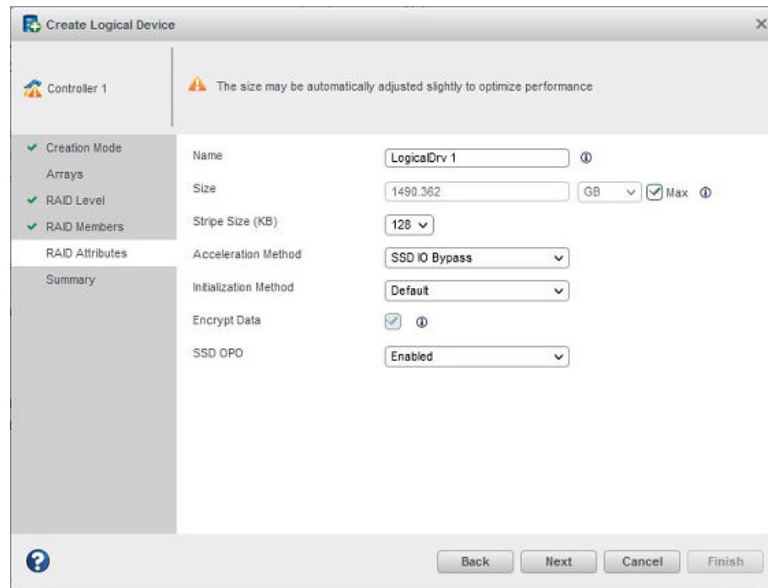 Create Logical Device
Controller 1
The size may be automatically adjusted slightly to optimize performance
Creation Mode
Arrays
RAID Level
RAID Members
RAID Attributes
Summary
Name LogicalDrv 1
Size 1490.362 GB Max
Stripe Size (KB) 128
Acceleration Method SSD IO Bypass
Initialization Method Default
Encrypt Data
SSD OPO Enabled
Back Next Cancel Finish